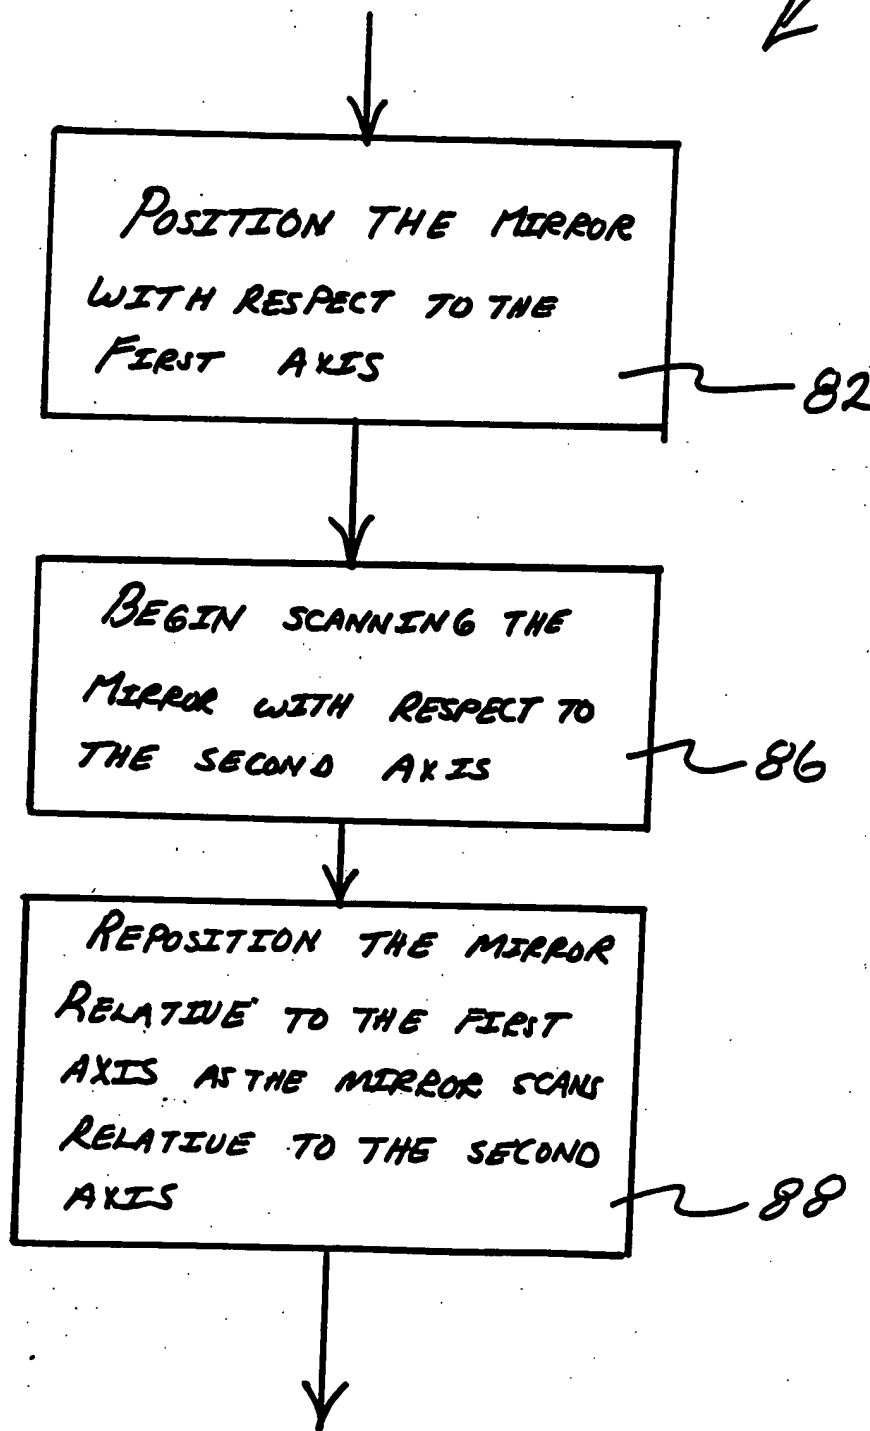 POSITION THE MIRROR
WITH RESPECT TO THE
FIRST AXIS
82
BEGIN SCANNING THE
MIRROR WITH RESPECT TO
THE SECOND AXIS
86
REPOSITION THE MIRROR
RELATIVE TO THE FIRST
AXIS AS THE MIRROR SCANS
RELATIVE TO THE SECOND
AXIS
88